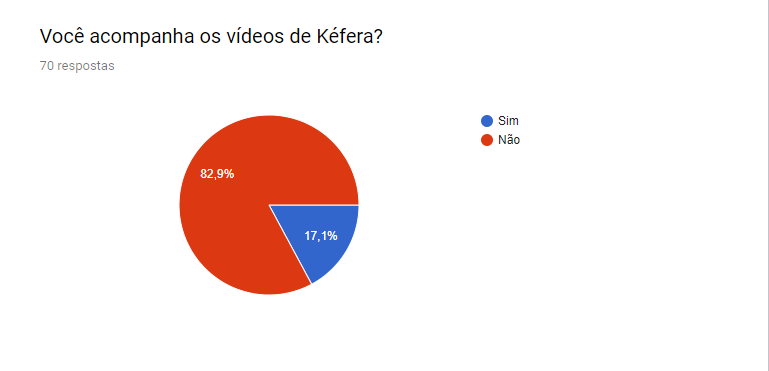 Você acompanha os vídeos de Kéfera?
70 respostas
Sim
Não
82,9%
17,1%